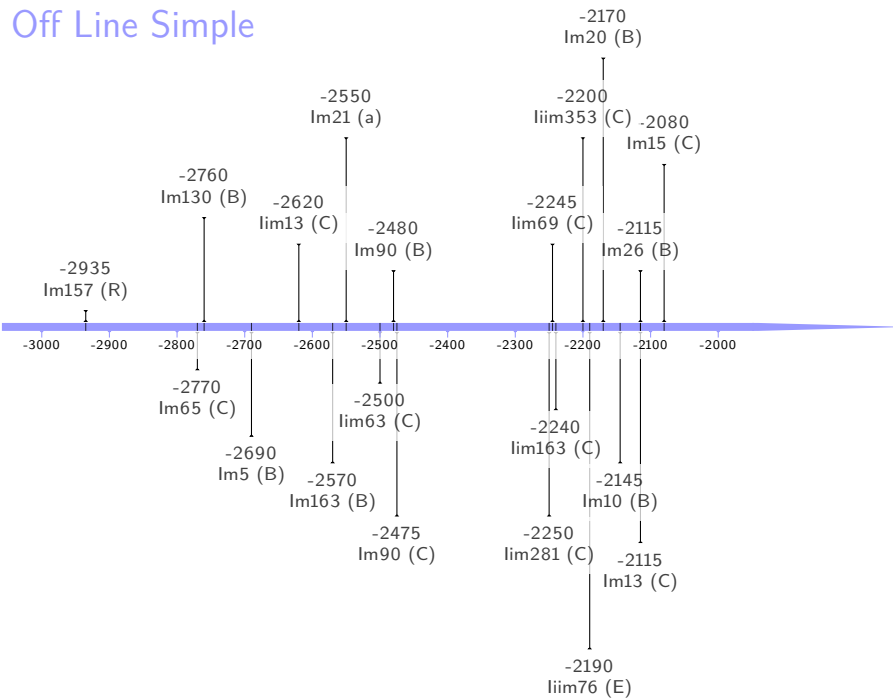 Off Line Simple
-2170
Im20 (B)
-2550
Im21 (a)
-2200
Iiim353 (C)
-2080
Im15 (C)
-2760
Im130 (B)
-2620
Iim13 (C)
-2245
Iim69 (C)
-2480
Im90 (B)
-2115
Im26 (B)
-2935
Im157 (R)
-3000 -2900 -2800 -2700 -2600 -2500 -2400 -2300 -2200 -2100 -2000
-2770
Im65 (C)
-2500
Iim63 (C)
-2240
Iim163 (C)
-2690
Im5 (B)
-2570
Im163 (B)
-2145
Im10 (B)
-2475
Im90 (C)
-2250
Iim281 (C)
-2115
Im13 (C)
-2190
Iiim76 (E)